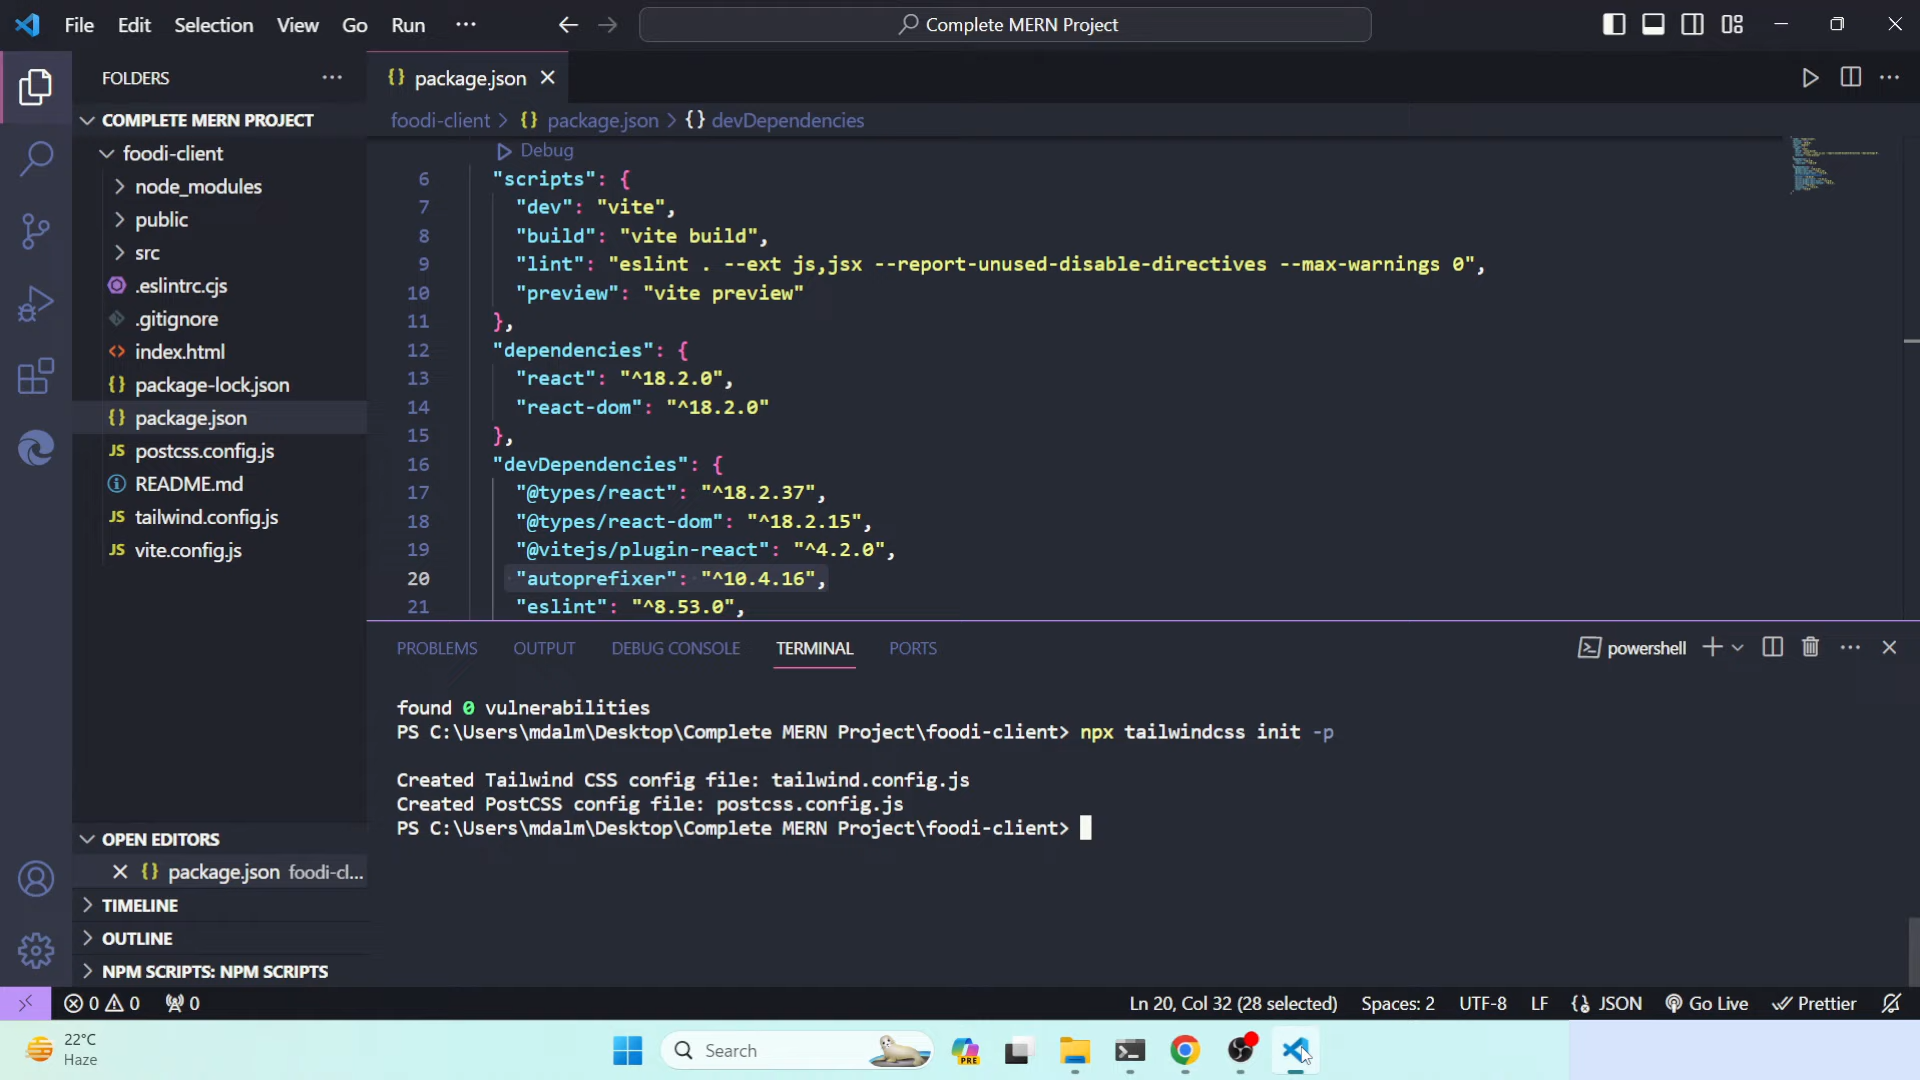 File Edit Selection View Go Run ···
Complete MERN Project
FOLDERS
COMPLETE MERN PROJECT
foodi-client
node_modules
public
src
.eslintrc.cjs
.gitignore
index.html
package-lock.json
package.json
postcss.config.js
README.md
tailwind.config.js
vite.config.js
OPEN EDITORS
package.json foodi-cl...
TIMELINE
OUTLINE
NPM SCRIPTS: NPM SCRIPTS
{} package.json
foodi-client > {} package.json > {} devDependencies
Debug
6 "scripts": {
7 "dev": "vite",
8 "build": "vite build",
9 "lint": "eslint . --ext js,jsx --report-unused-disable-directives --max-warnings 0",
10 "preview": "vite preview"
11 },
12 "dependencies": {
13 "react": "^18.2.0",
14 "react-dom": "^18.2.0"
15 },
16 "devDependencies": {
17 "@types/react": "^18.2.37",
18 "@types/react-dom": "^18.2.15",
19 "@vitejs/plugin-react": "^4.2.0",
20 "autoprefixer": "^10.4.16",
21 "eslint": "^8.53.0",
PROBLEMS OUTPUT DEBUG CONSOLE TERMINAL PORTS
powershell
found 0 vulnerabilities
PS C:\Users\mdalm\Desktop\Complete MERN Project\foodi-client> npx tailwindcss init -p
Created Tailwind CSS config file: tailwind.config.js
Created PostCSS config file: postcss.config.js
PS C:\Users\mdalm\Desktop\Complete MERN Project\foodi-client>
0 0 0
Ln 20, Col 32 (28 selected) Spaces: 2 UTF-8 LF {} JSON Go Live Prettier
22°C
Haze
Search
PRE